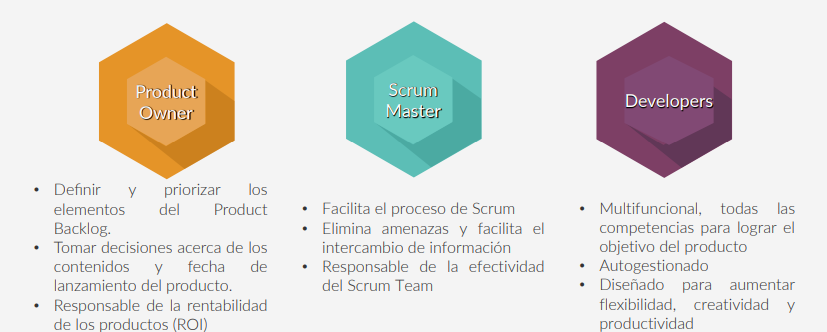 Product
Owner
• Definir y priorizar los
elementos del Product
Backlog.
• Tomar decisiones acerca de los
contenidos y fecha de
lanzamiento del producto.
• Responsable de la rentabilidad
de los productos (ROI)
Scrum
Master
• Facilita el proceso de Scrum
• Elimina amenazas y facilita el
intercambio de información
• Responsable de la efectividad
del Scrum Team
Developers
• Multifuncional, todas las
competencias para lograr el
objetivo del producto
• Autogestionado
• Diseñado para aumentar
flexibilidad, creatividad y
productividad